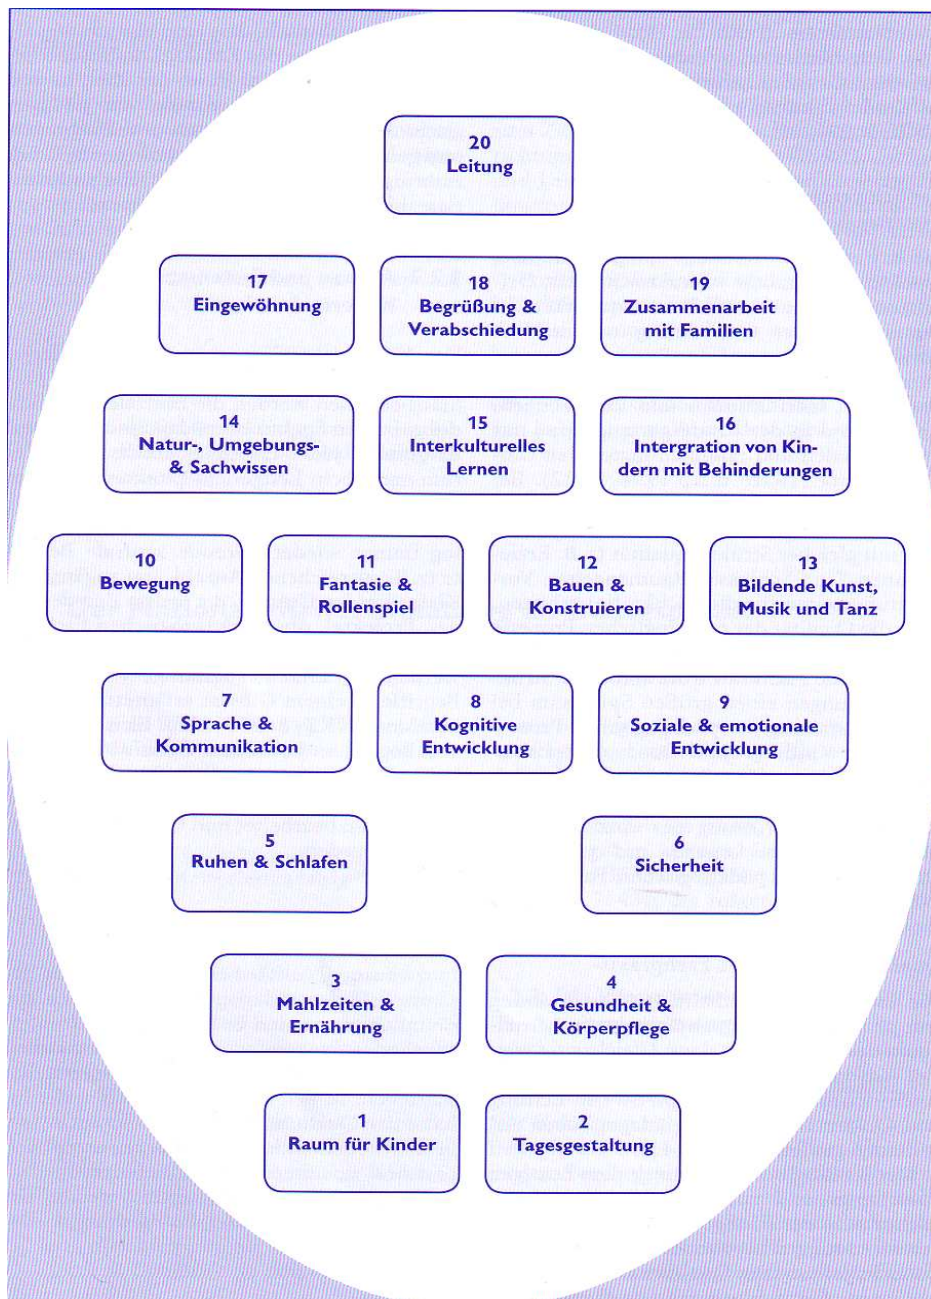 20
Leitung
17
Eingewöhnung
18
Begrüßung &
Verabschiedung
19
Zusammenarbeit
mit Familien
14
Natur-, Umgebungs-
& Sachwissen
15
Interkulturelles
Lernen
16
Intergration von Kin-
dern mit Behinderungen
10
Bewegung
11
Fantasie &
Rollenspiel
12
Bauen &
Konstruieren
13
Bildende Kunst,
Musik und Tanz
7
Sprache &
Kommunikation
8
Kognitive
Entwicklung
9
Soziale & emotionale
Entwicklung
5
Ruhen & Schlafen
6
Sicherheit
3
Mahlzeiten &
Ernährung
4
Gesundheit &
Körperpflege
1
Raum für Kinder
2
Tagesgestaltung